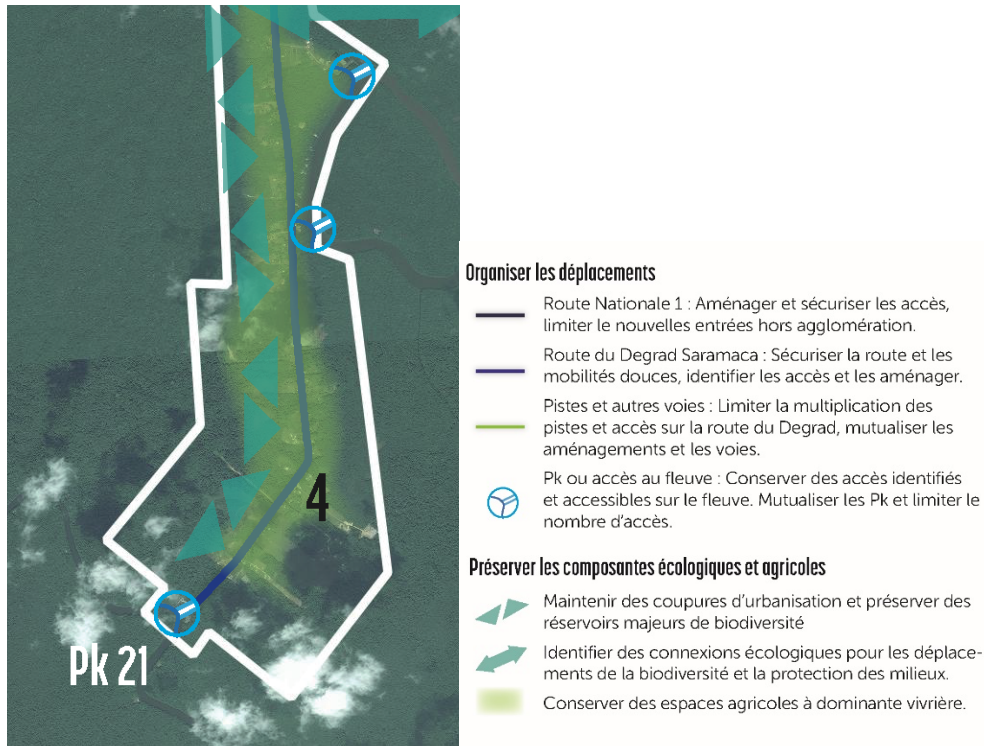 4
Pk 21
Organiser les déplacements
Route Nationale 1 : Aménager et sécuriser les accès,
limiter le nouvelles entrées hors agglomération.
Route du Degrad Saramaca : Sécuriser la route et les
mobilités douces, identifier les accès et les aménager.
Pistes et autres voies : Limiter la multiplication des
pistes et accès sur la route du Degrad, mutualiser les
aménagements et les voies.
Pk ou accès au fleuve : Conserver des accès identifiés
et accessibles sur le fleuve. Mutualiser les Pk et limiter le
nombre d'accès.
Préserver les composantes écologiques et agricoles
Maintenir des coupures d'urbanisation et préserver des
réservoirs majeurs de biodiversité
Identifier des connexions écologiques pour les déplace-
ments de la biodiversité et la protection des milieux.
Conserver des espaces agricoles à dominante vivrière.